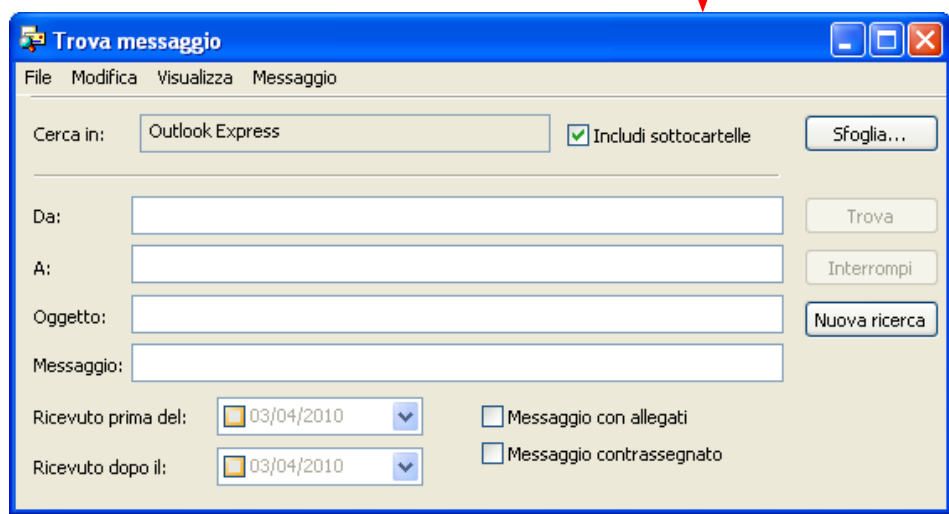 Trova messaggio
File Modifica Visualizza Messaggio
Cerca in: Outlook Express Includi sottocartelle Sfoglia...
Da: Trova
A: Interrompi
Oggetto: Nuova ricerca
Messaggio:
Ricevuto prima del: 03/04/2010 Messaggio con allegati
Ricevuto dopo il: 03/04/2010 Messaggio contrassegnato